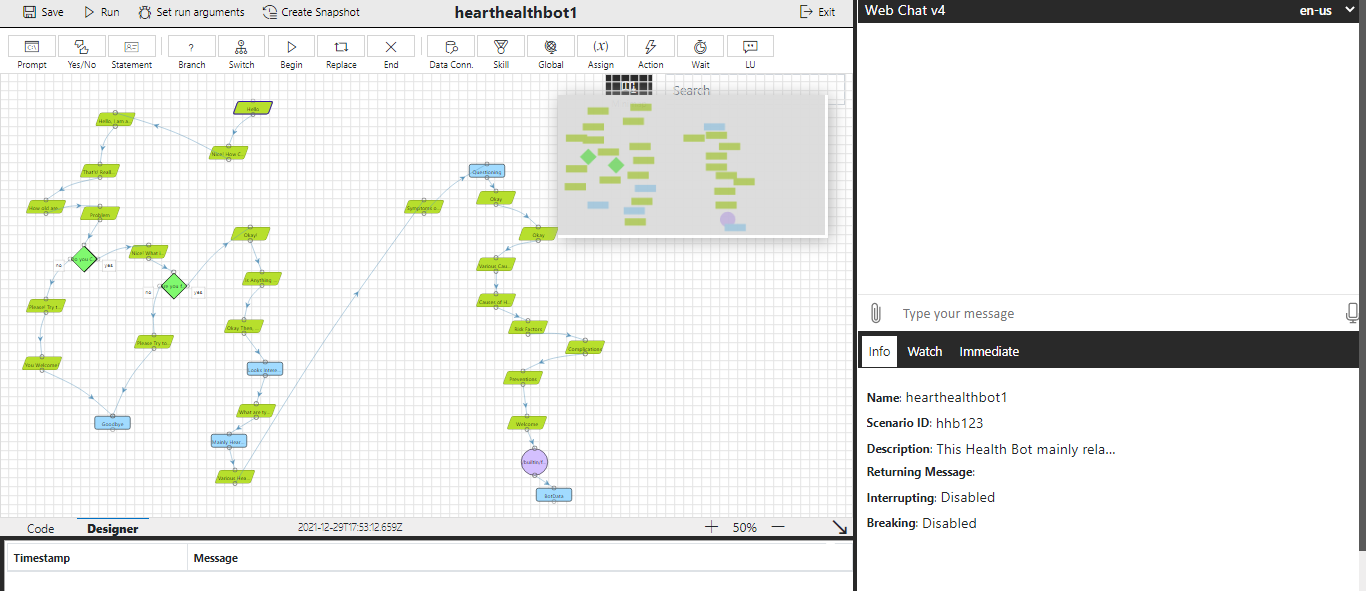 Save Run Set run arguments Create Snapshot hearthealthbot1 Exit
Prompt Yes/No Statement Branch Switch Begin Replace End Data Conn. Skill Global Assign Action Wait LU
? (x)
Search
Hello
Hello, I am a...
Nice! How C...
That's! Reall...
How old are...
Problem
Do you C...
no
yes
Nice! What i...
no
yes
Please! Try t...
Please Try to...
You Welcome
Goodbye
Okay!
Is Anything...
Okay Then...
Looks Intere...
What are ty...
Mainly Hear...
Various Hea...
Symptoms o...
Questioning
Okay
Okay
Various Cau...
Causes of H...
Risk Factors
Complications
Preventions...
Welcome
BotData
Code Designer 2021-12-29T17:53:12.659Z 50%
Timestamp Message
Web Chat v4 en-us
Type your message
Info Watch Immediate
Name: hearthealthbot1
Scenario ID: hhb123
Description: This Health Bot mainly rela...
Returning Message:
Interrupting: Disabled
Breaking: Disabled